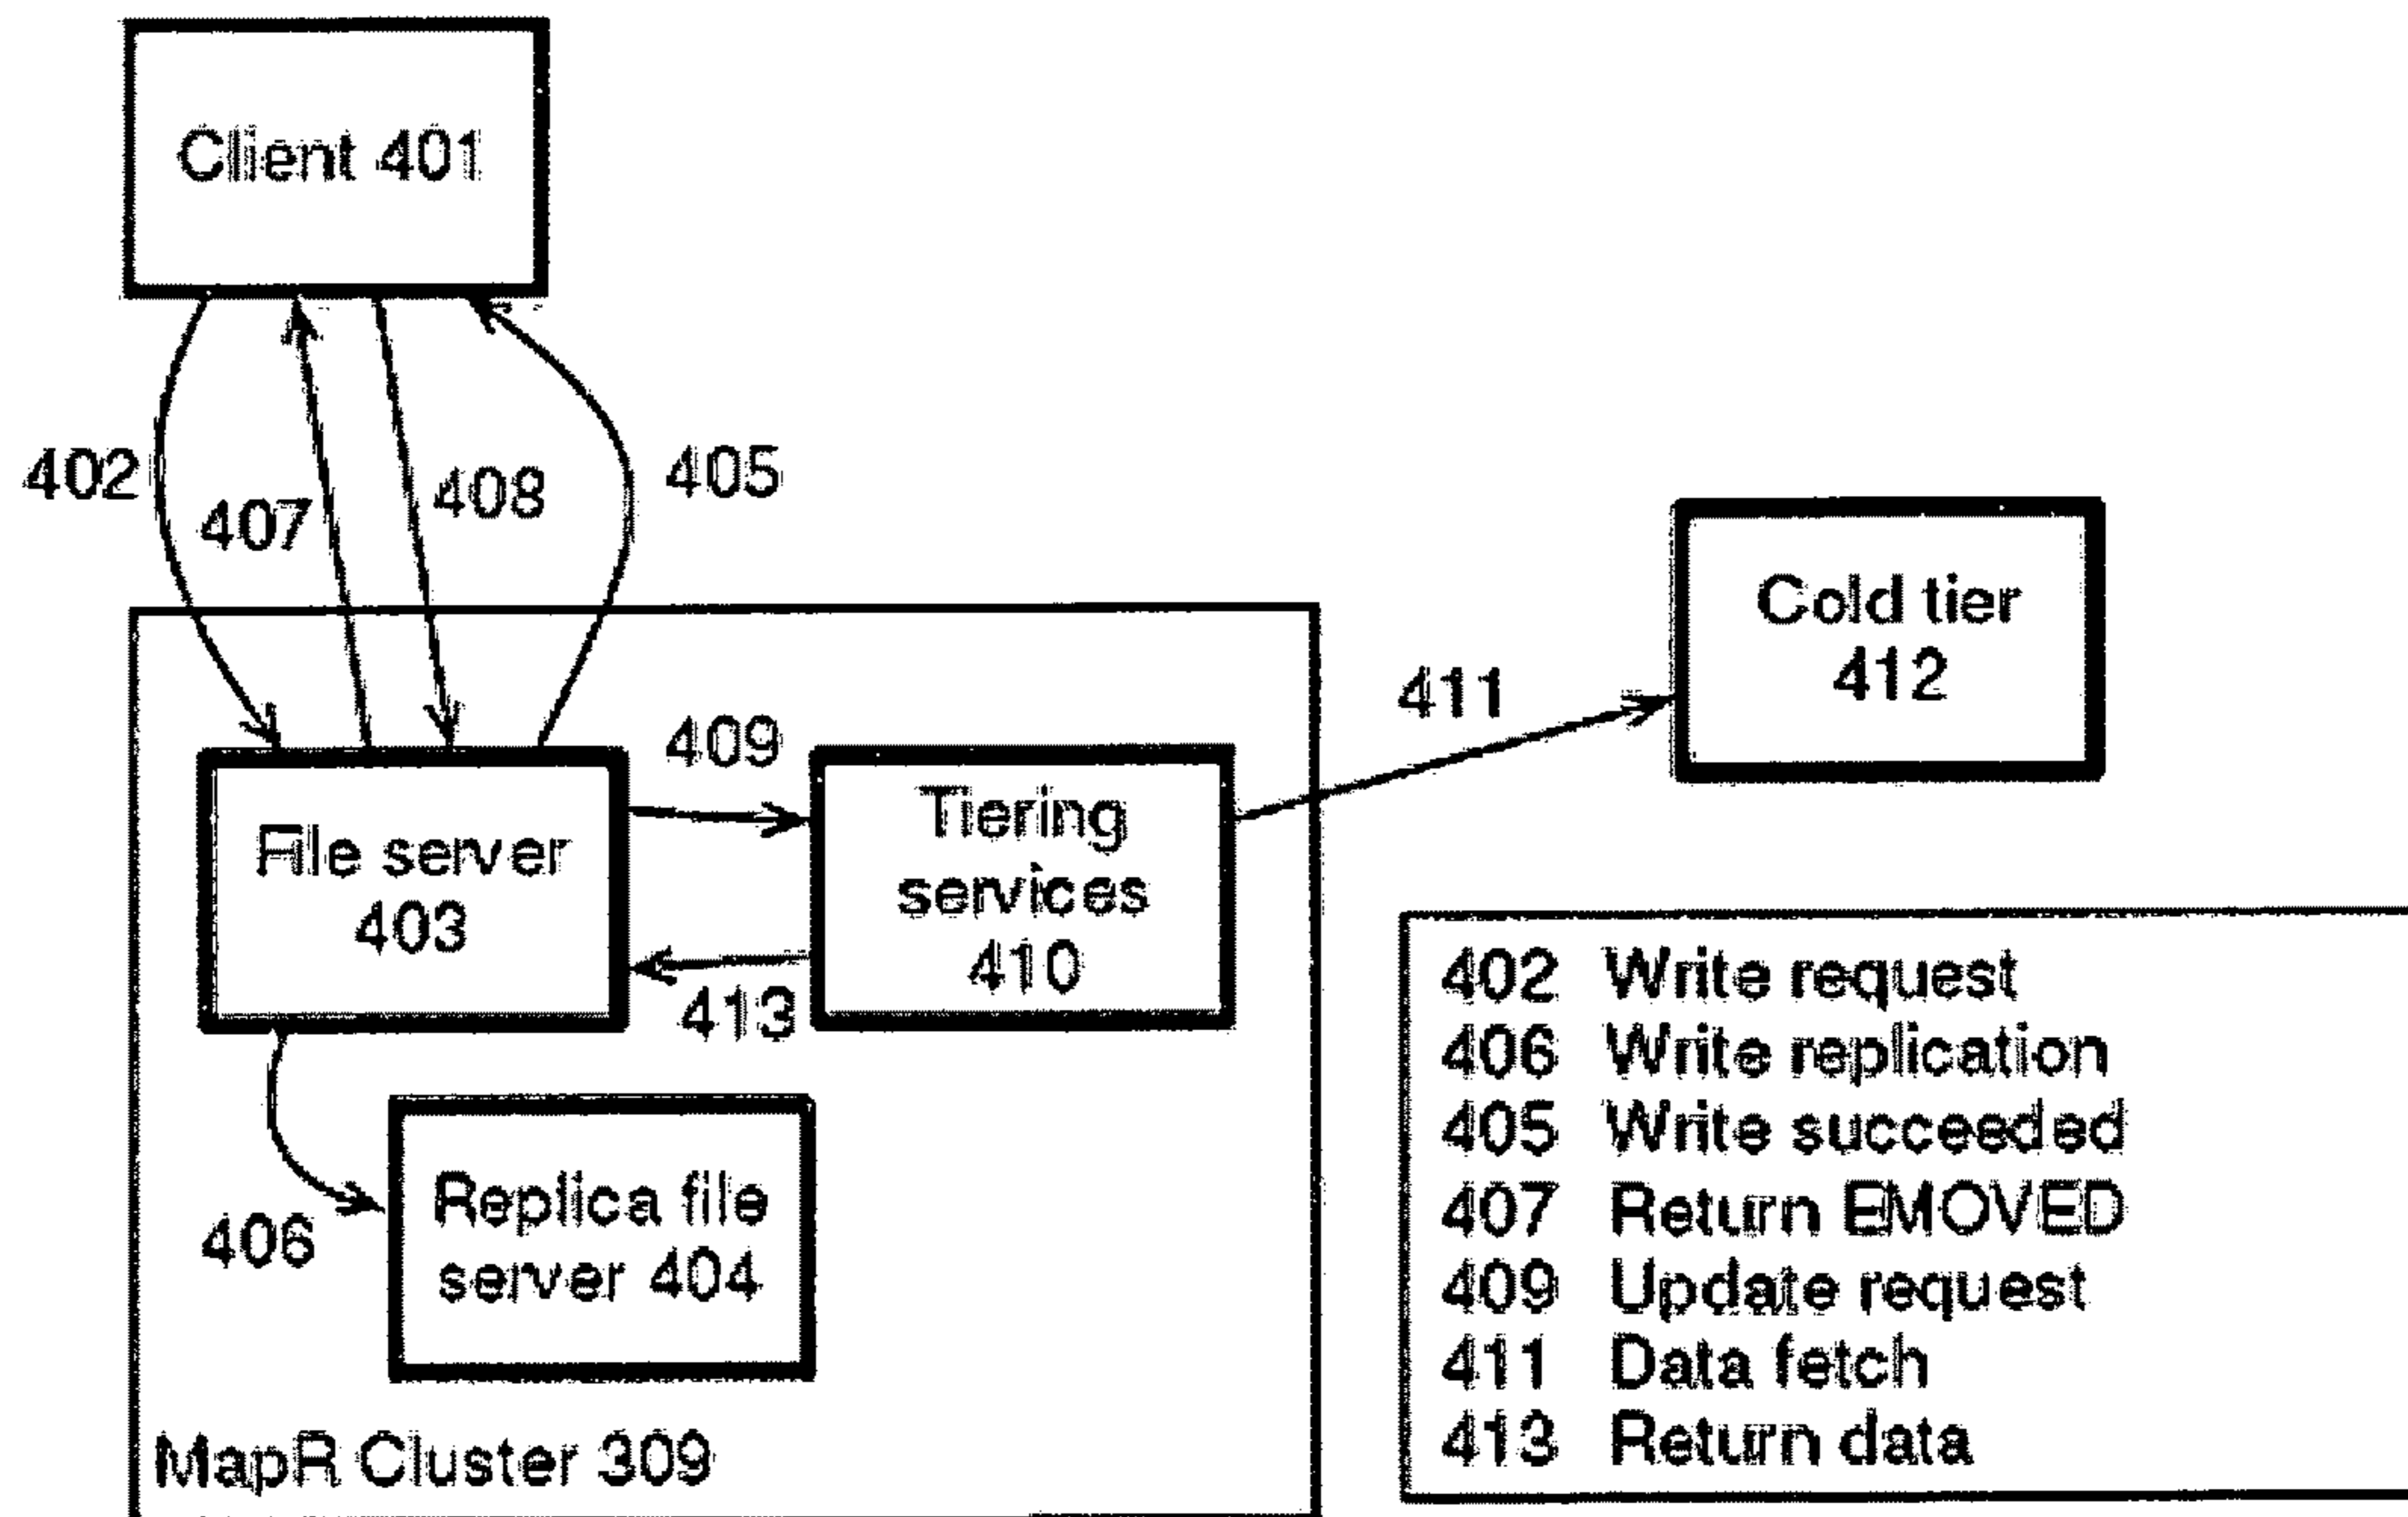 Client 401
402
407
408
405
Cold tier
412
411
409
File server
403
Tiering
services
410
413
406
Replica file
server 404
MapR Cluster 309
402 Write request
406 Write replication
405 Write succeeded
407 Return EMOVED
409 Update request
411 Data fetch
413 Return data